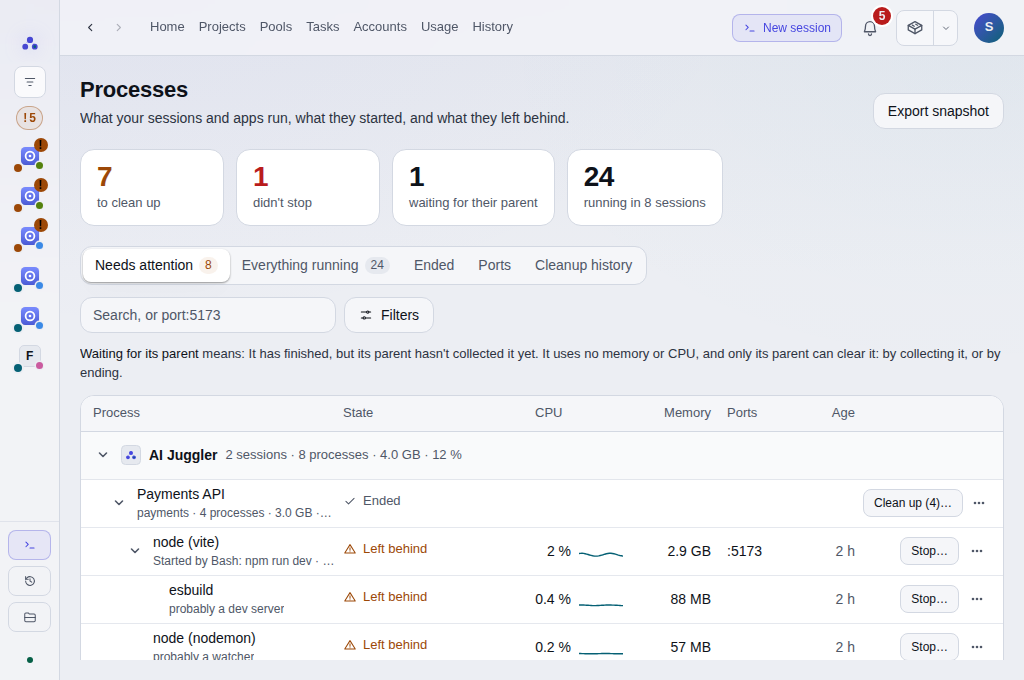 Home Projects Pools Tasks Accounts Usage History
New session
5
S
! 5
!
!
!
F
Processes
What your sessions and apps run, what they started, and what they left behind.
Export snapshot
7
to clean up
1
didn't stop
1
waiting for their parent
24
running in 8 sessions
Needs attention 8 Everything running 24 Ended Ports Cleanup history
Search, or port:5173
Filters
Waiting for its parent means: It has finished, but its parent hasn't collected it yet. It uses no memory or CPU, and only its parent can clear it: by collecting it, or by
ending.
Process State CPU Memory Ports Age
AI Juggler 2 sessions · 8 processes · 4.0 GB · 12 %
Payments API
payments · 4 processes · 3.0 GB ·…
Ended
Clean up (4)…
node (vite)
Started by Bash: npm run dev · …
Left behind
2 %
2.9 GB
:5173
2 h
Stop…
esbuild
probably a dev server
Left behind
0.4 %
88 MB
2 h
Stop…
node (nodemon)
probably a watcher
Left behind
0.2 %
57 MB
2 h
Stop…